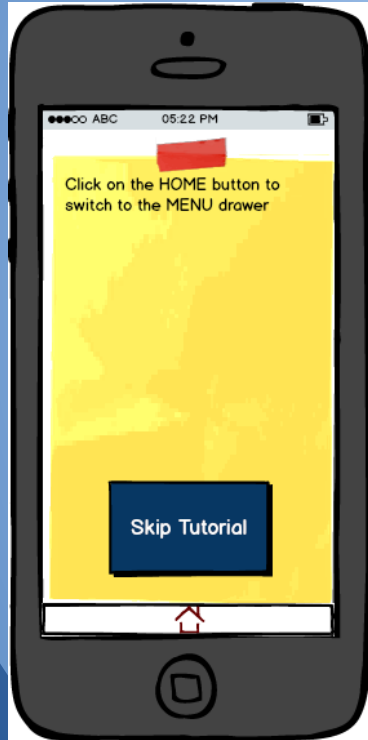 ABC 05:22 PM
Click on the HOME button to
switch to the MENU drawer
Skip Tutorial